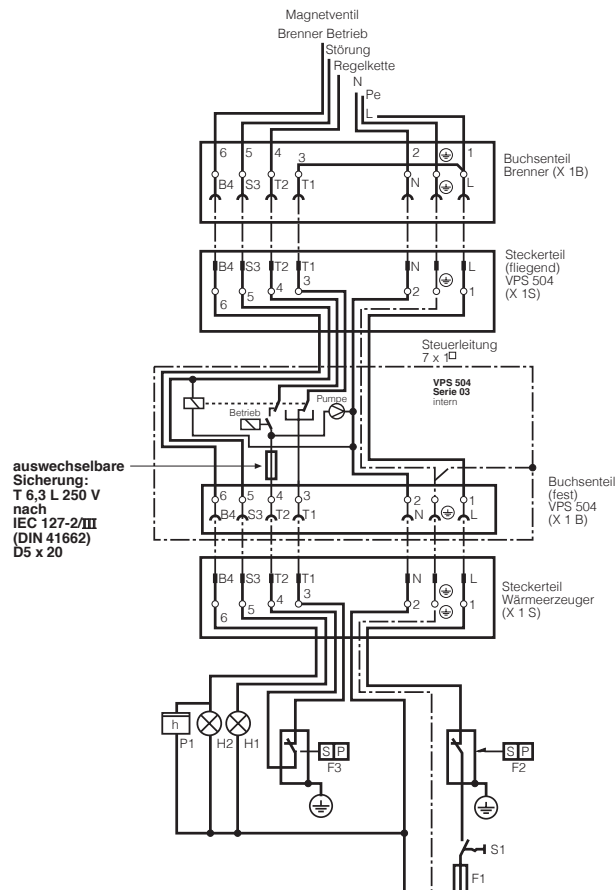 Magnetventil
Brenner Betrieb
Störung
Regelkette
N
Pe
L
6 5 4 3 2 1
B4 S3 T2 T1 N L
Buchsenteil
Brenner (X 1B)
B4 S3 T2 T1 N L
6 5 4 3 2 1
Steckerteil
(fliegend)
VPS 504
(X 1S)
Steuerleitung
7 x 1
VPS 504
Serie 03
intern
Pumpe
Betrieb
auswechselbare
Sicherung:
T 6,3 L 250 V
nach
IEC 127-2/III
(DIN 41662)
D5 x 20
6 5 4 3 2 1
B4 S3 T2 T1 N L
Buchsenteil
(fest)
VPS 504
(X 1 B)
B4 S3 T2 T1 N L
6 5 4 3 2 1
Steckerteil
Wärmeerzeuger
(X 1 S)
h
P1
H2
H1
S P
F3
S P
F2
S1
F1